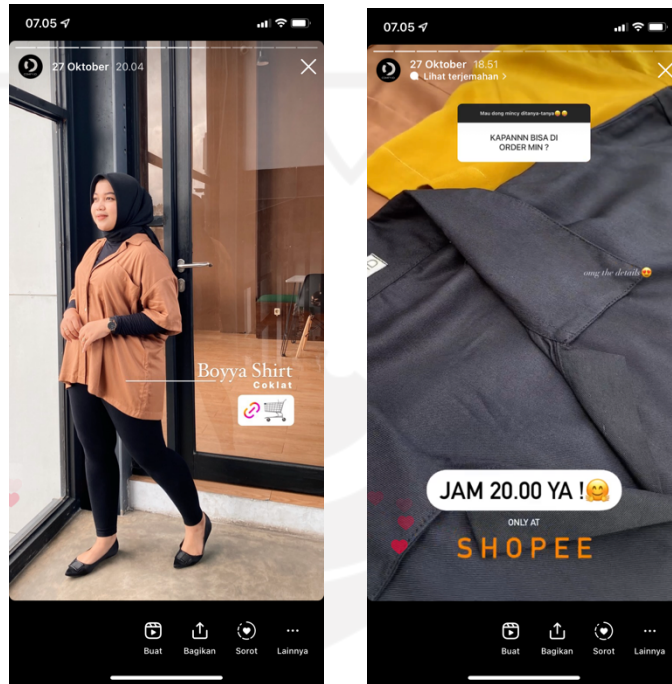 07.05
27 Oktober 20.04
Boyya Shirt
Coklat
Buat
Bagikan
Sorot
Lainnya
07.05
27 Oktober 18.51
Lihat terjemahan >
Mau dong mincy ditanya-tanya😆😆
KAPANNN BISA DI
ORDER MIN ?
omg the details😍
JAM 20.00 YA !🤗
ONLY AT
SHOPEE
Buat
Bagikan
Sorot
Lainnya